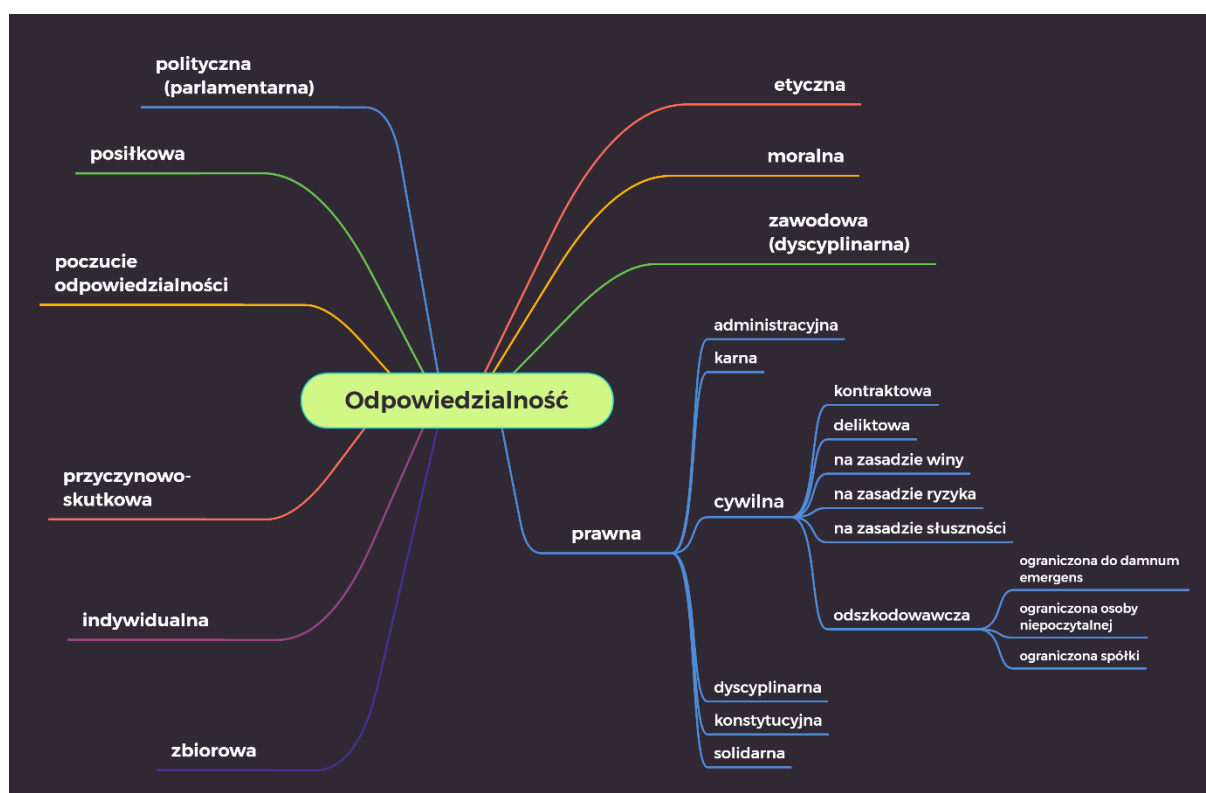 polityczna
(parlamentarna)
posiłkowa
poczucie
odpowiedzialności
przyczynowo-
skutkowa
indywidualna
zbiorowa
Odpowiedzialność
etyczna
moralna
zawodowa
(dyscyplinarna)
prawna
administracyjna
karna
cywilna
kontraktowa
deliktowa
na zasadzie winy
na zasadzie ryzyka
na zasadzie słuszności
odszkodowawcza
ograniczona do damnum
emergens
ograniczona osoby
niepoczytalnej
ograniczona spółki
dyscyplinarna
konstytucyjna
solidarna